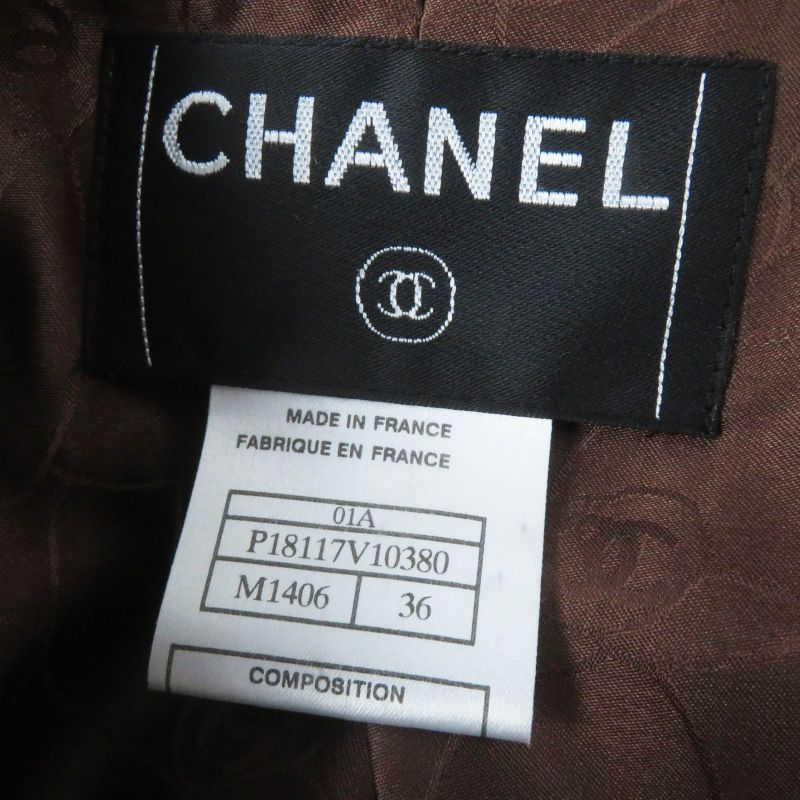 CHANEL
MADE IN FRANCE
FABRIQUE EN FRANCE
01A
P18117V10380
M1406 36
COMPOSITION